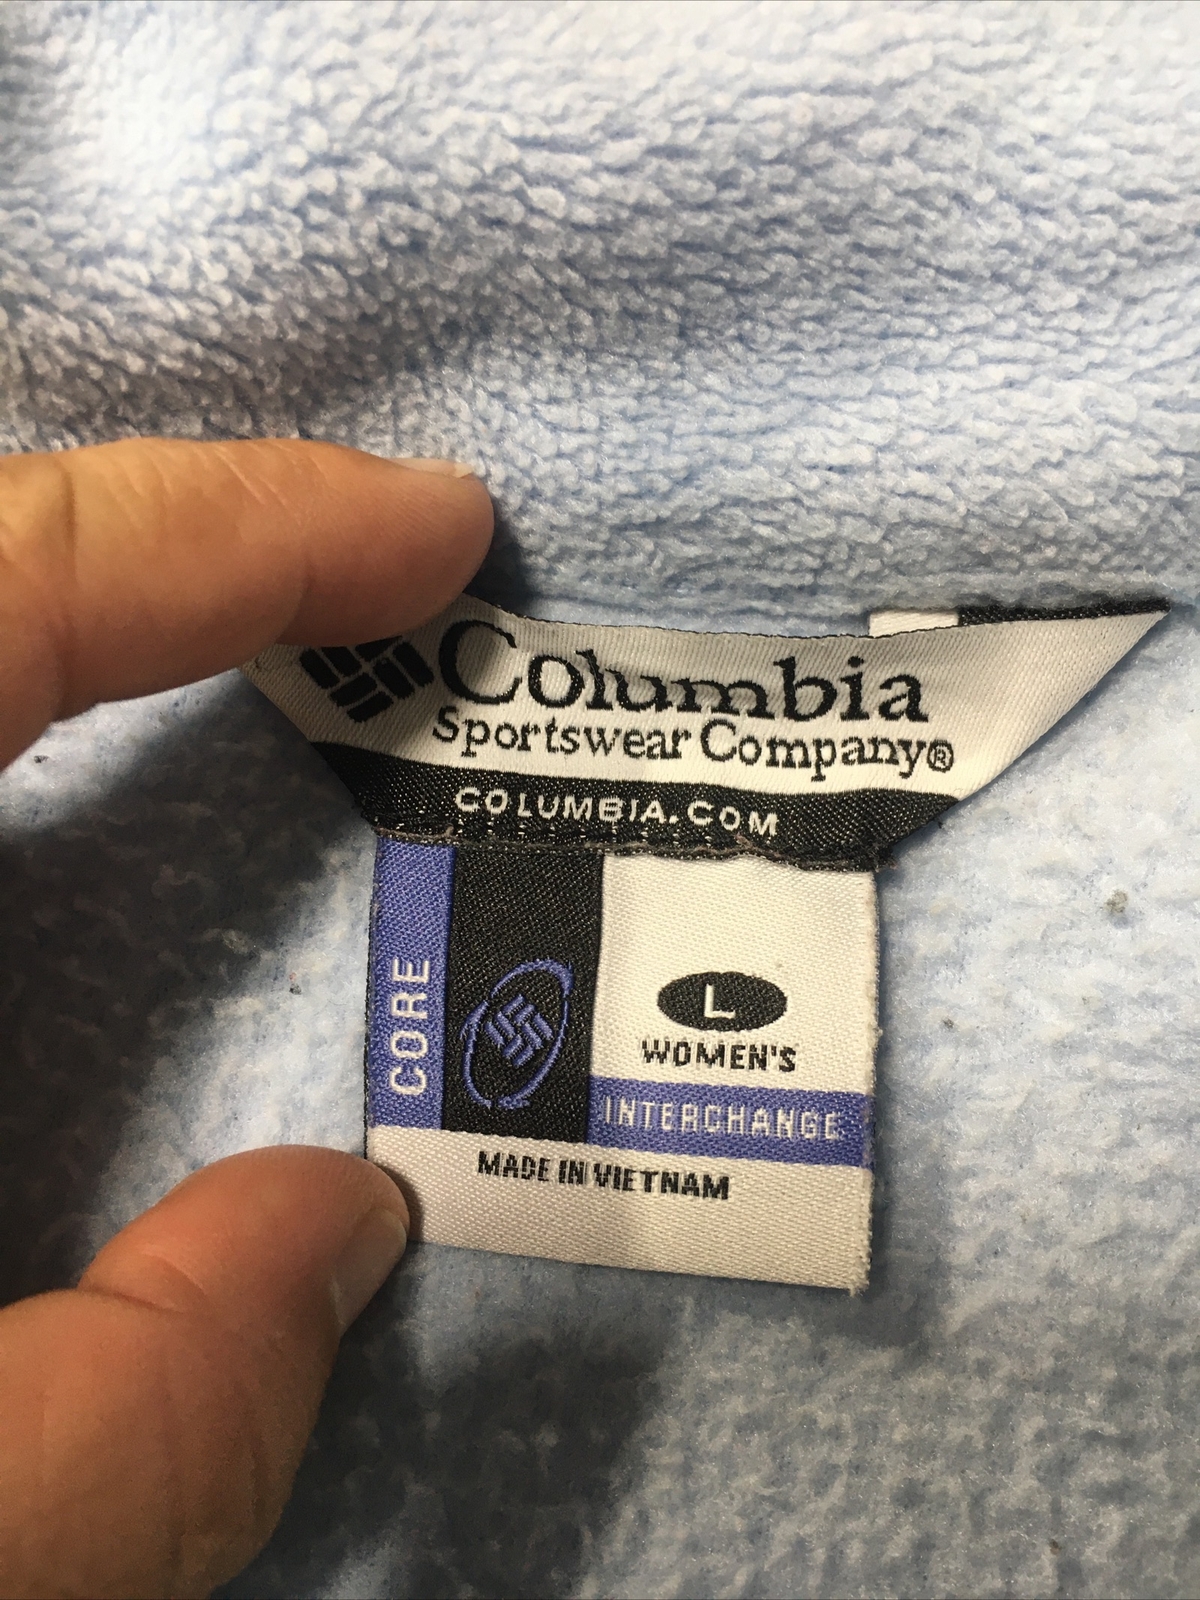 Columbia
Sportswear Company®
COLUMBIA.COM
CORE
L
WOMEN'S
INTERCHANGE
MADE IN VIETNAM